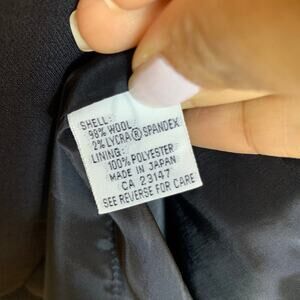 SHELL:
98% WOOL
2% LYCRA® SPANDEX
LINING:
100% POLYESTER
MADE IN JAPAN
CA 23147
SEE REVERSE FOR CARE